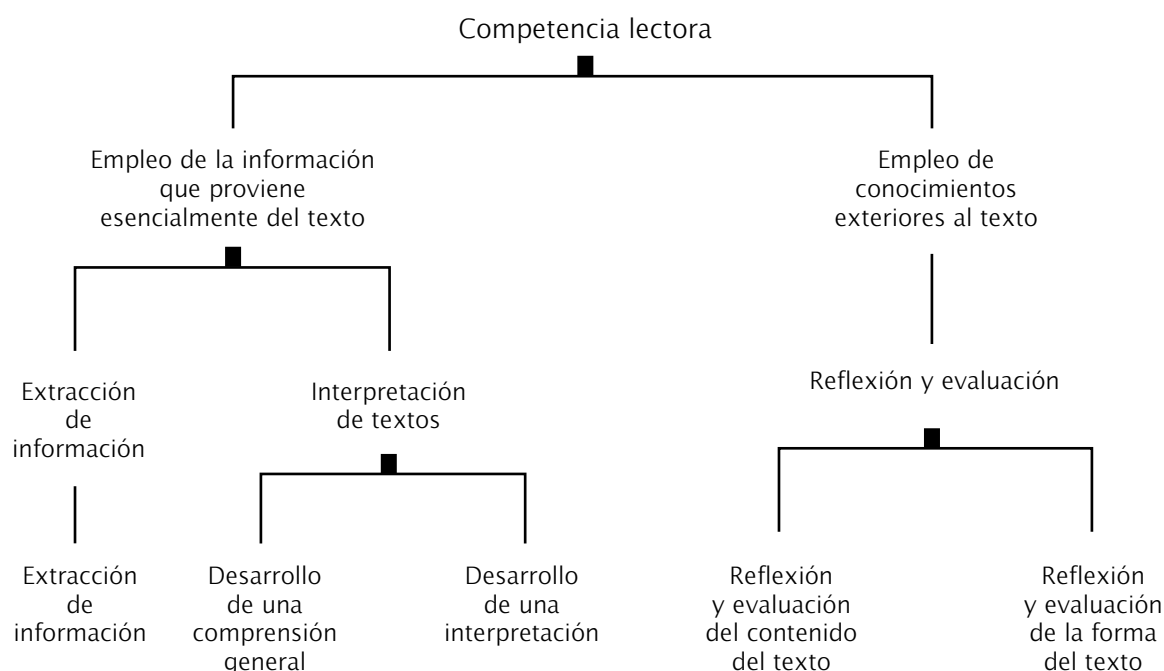 Competencia lectora
Empleo de la información
que proviene
esencialmente del texto
Empleo de
conocimientos
exteriores al texto
Extracción
de
información
Interpretación
de textos
Reflexión y evaluación
Extracción
de
información
Desarrollo
de una
comprensión
general
Desarrollo
de una
interpretación
Reflexión
y evaluación
del contenido
del texto
Reflexión
y evaluación
de la forma
del texto